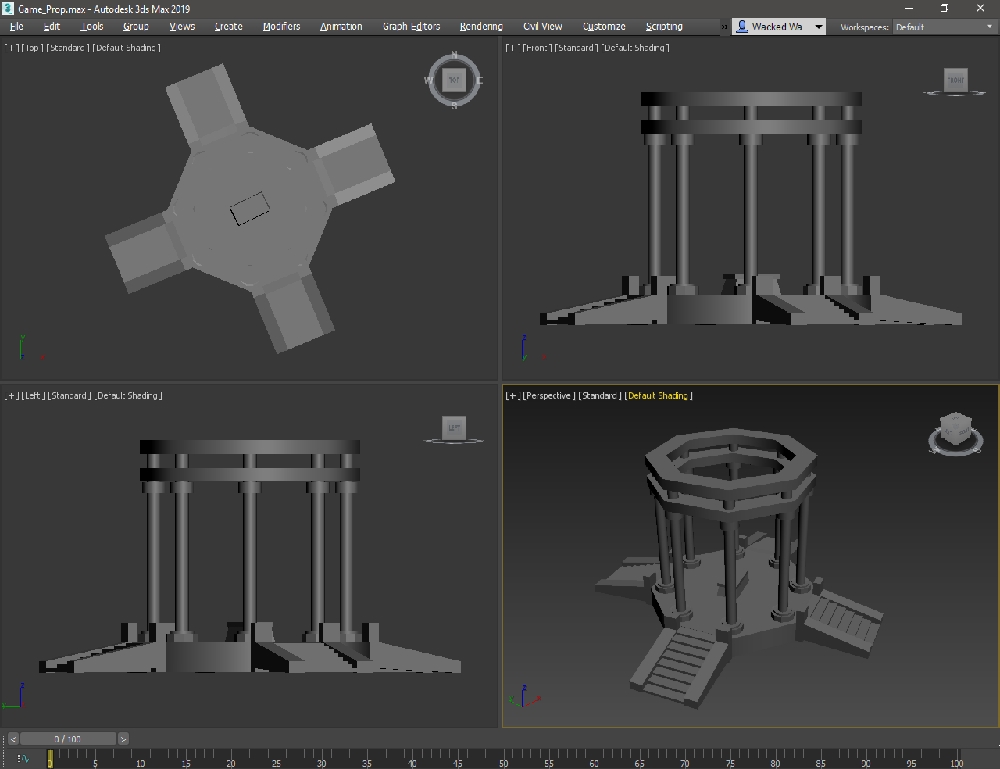 Game_Prop.max - Autodesk 3ds Max 2019
File Edit Tools Group Views Create Modifiers Animation Graph Editors Rendering Civil View Customize Scripting » Wacked Wa Workspaces: Default
[+] [Top] [Standard] [Default Shading]
[+] [Front] [Standard] [Default Shading]
N
W TOP E
S
FRONT
[+] [Left] [Standard] [Default Shading]
[+] [Perspective] [Standard] [Default Shading]
LEFT
< 0 / 100 >
0 5 10 15 20 25 30 35 40 45 50 55 60 65 70 75 80 85 90 95 100